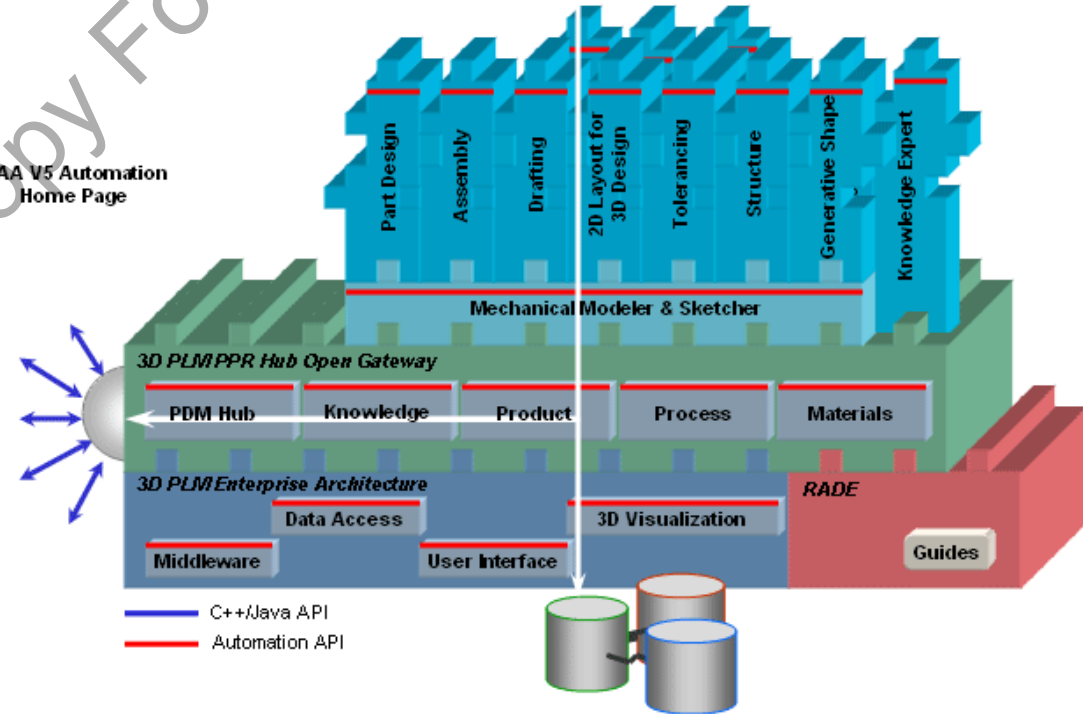 opy Fo
AA V5 Automation
Home Page
Part Design
Assembly
Drafting
2D Layout for
3D Design
Tolerancing
Structure
Generative Shape
Knowledge Expert
Mechanical Modeler & Sketcher
3D PLM PPR Hub Open Gateway
PDM Hub
Knowledge
Product
Process
Materials
3D PLM Enterprise Architecture
RADE
Data Access
3D Visualization
Middleware
User Interface
Guides
C++/Java API
Automation API